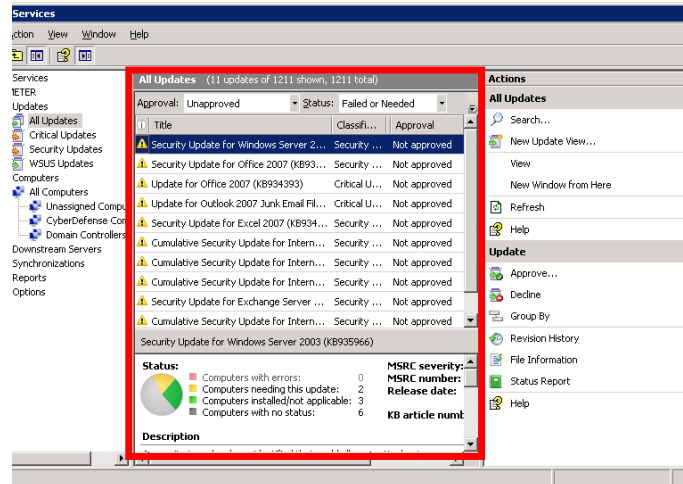 Services
ction View Window Help
Services
ETER
Updates
All Updates
Critical Updates
Security Updates
WSUS Updates
Computers
All Computers
Unassigned Compu
CyberDefense Con
Domain Controllers
Downstream Servers
Synchronizations
Reports
Options
All Updates (11 updates of 1211 shown, 1211 total)
Approval: Unapproved Status: Failed or Needed
Title Classifi... Approval
Security Update for Windows Server 2... Security ... Not approved
Security Update for Office 2007 (KB93... Security ... Not approved
Update for Office 2007 (KB934393) Critical U... Not approved
Update for Outlook 2007 Junk Email Fil... Critical U... Not approved
Security Update for Excel 2007 (KB934... Security ... Not approved
Cumulative Security Update for Intern... Security ... Not approved
Cumulative Security Update for Intern... Security ... Not approved
Cumulative Security Update for Intern... Security ... Not approved
Security Update for Exchange Server ... Security ... Not approved
Cumulative Security Update for Intern... Security ... Not approved
Security Update for Windows Server 2003 (KB935966)
Status:
Computers with errors: 0
Computers needing this update: 2
Computers installed/not applicable: 3
Computers with no status: 6
MSRC severity:
MSRC number:
Release date:
KB article numb
Description
Actions
All Updates
Search...
New Update View...
View
New Window from Here
Refresh
Help
Update
Approve...
Decline
Group By
Revision History
File Information
Status Report
Help